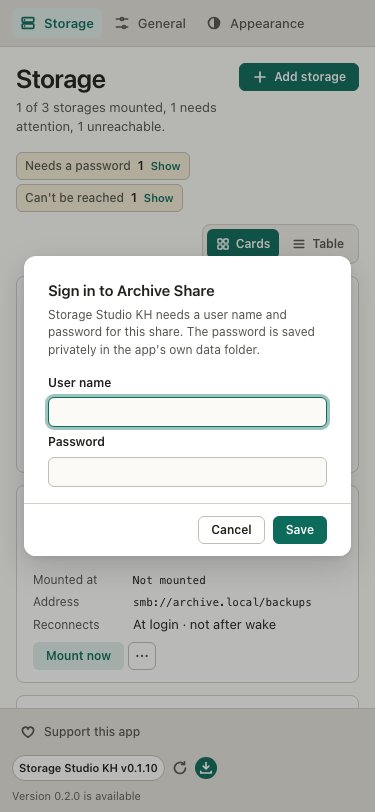 Storage
General
Appearance
Storage
Add storage
1 of 3 storages mounted, 1 needs
attention, 1 unreachable.
Needs a password 1 Show
Can't be reached 1 Show
Cards
Table
Sign in to Archive Share
Storage Studio KH needs a user name and
password for this share. The password is saved
privately in the app's own data folder.
User name
Password
Cancel
Save
Mounted at Not mounted
Address smb://archive.local/backups
Reconnects At login · not after wake
Mount now
Support this app
Storage Studio KH v0.1.10
Version 0.2.0 is available